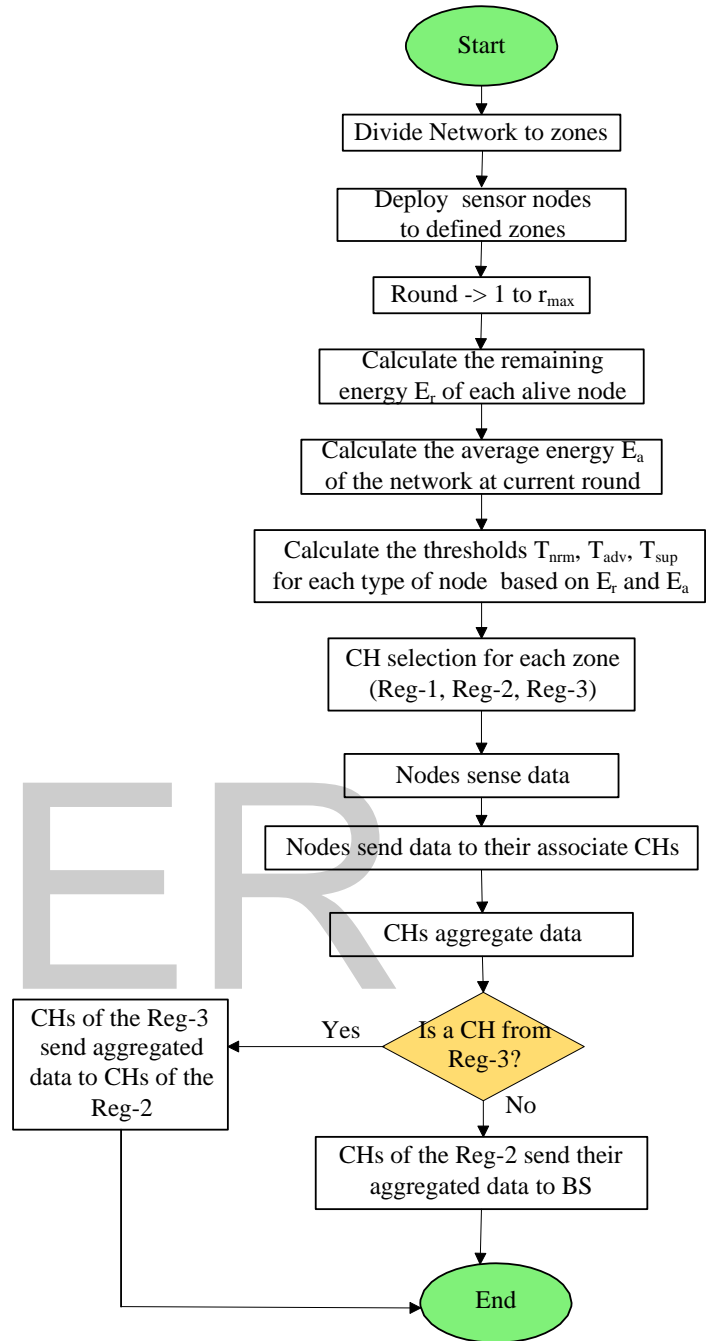 Start
Divide Network to zones
Deploy sensor nodes
to defined zones
Round -> 1 to rmax
Calculate the remaining
energy Er of each alive node
Calculate the average energy Ea
of the network at current round
Calculate the thresholds Tnrm, Tadv, Tsup
for each type of node based on Er and Ea
CH selection for each zone
(Reg-1, Reg-2, Reg-3)
Nodes sense data
Nodes send data to their associate CHs
ER
CHs aggregate data
Is a CH from
Reg-3?
Yes
CHs of the Reg-3
send aggregated
data to CHs of the
Reg-2
No
CHs of the Reg-2 send their
aggregated data to BS
End